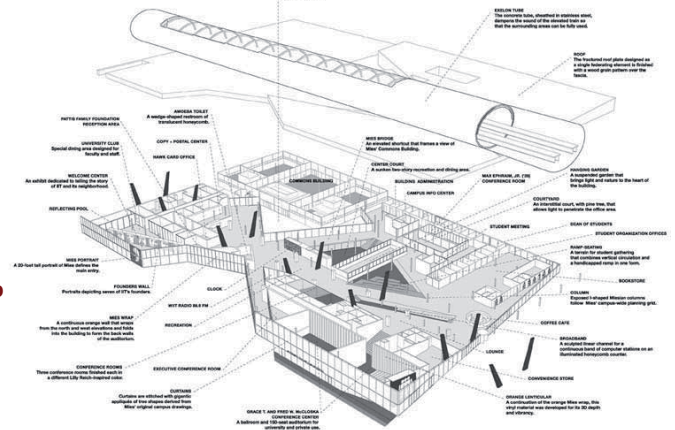 EXELON TUBE
The concrete tube, sheathed in stainless steel,
dampens the sound of the elevated train so
that the surrounding areas can be fully used.
ROOF
The fractured roof plate designed as
a single federating element is finished
with a wood grain pattern over the
fascia.
AMOEBA TOILET
A wedge-shaped restroom of
translucent honeycomb.
PATTIS FAMILY FOUNDATION
RECEPTION AREA
COPY + POSTAL CENTER
UNIVERSITY CLUB
Special dining area designed for
faculty and staff.
HAWK CARD OFFICE
WELCOME CENTER
An exhibit dedicated to telling the story
of IIT and its neighborhood.
REFLECTING POOL
MIES BRIDGE
An elevated shortcut that frames a view of
Mies' Commons Building.
CENTER COURT
A sunken two-story recreation and dining area.
COMMONS BUILDING
BUILDING ADMINISTRATION
CAMPUS INFO CENTER
MAX EPHRAIM, JR. ('39)
CONFERENCE ROOM
HANGING GARDEN
A suspended garden that
brings light and nature to the heart of
the building.
COURTYARD
An interstitial court, with pine tree, that
allows light to penetrate the office area.
STUDENT MEETING
DEAN OF STUDENTS
STUDENT ORGANIZATION OFFICES
RAMP SEATING
A terrain for student gathering
that combines vertical circulation and
a handicapped ramp in one form.
BOOKSTORE
COLUMN
Exposed I-shaped Miesian columns
follow Mies' campus-wide planning grid.
COFFEE CAFE
BROADBAND
A sculpted linear channel for a
continuous band of computer stations on an
illuminated honeycomb counter.
LOUNGE
CONVENIENCE STORE
ORANGE LENTICULAR
A continuation of the orange Mies wrap, this
vinyl material was developed for its 3D depth
and vibrancy.
MIES PORTRAIT
A 20-foot tall portrait of Mies defines the
main entry.
FOUNDERS WALL
Portraits depicting seven of IIT's founders.
CLOCK
WIIT RADIO 88.9 FM
MIES WRAP
A continuous orange wall that wraps
from the north and west elevations and folds
into the building to form the back walls
of the auditorium.
RECREATION
CONFERENCE ROOMS
Three conference rooms finished each in
a different Lilly Reich-inspired color.
EXECUTIVE CONFERENCE ROOM
CURTAINS
Curtains are stitched with gigantic
appliqués of tree shapes derived from
Mies' original campus drawings.
GRACE T. AND FRED W. McCLOSKA
CONFERENCE CENTER
A ballroom and 150-seat auditorium for
university and private use.